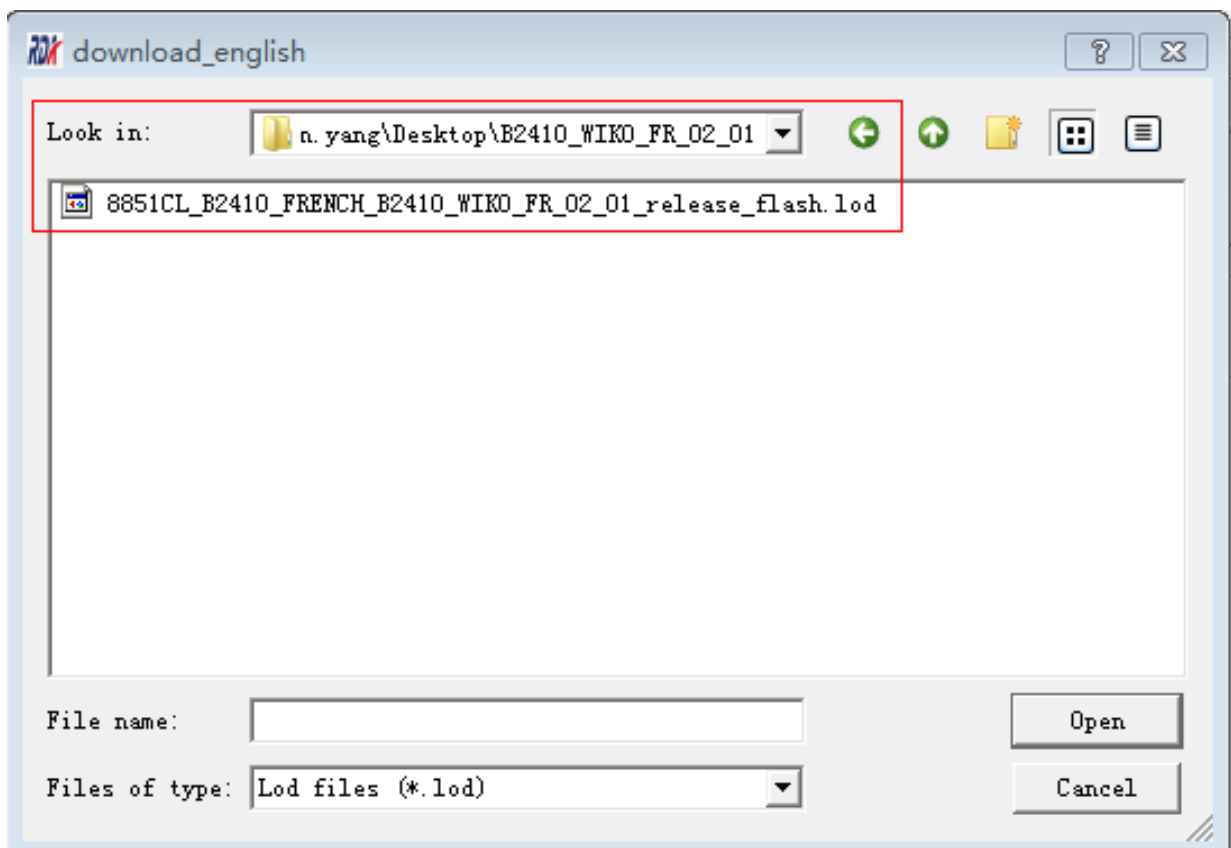 RDA download_english
Look in: n.yang\Desktop\B2410_WIKO_FR_02_01
8851CL_B2410_FRENCH_B2410_WIKO_FR_02_01_release_flash.lod
File name:
Open
Files of type: Lod files (*.lod)
Cancel